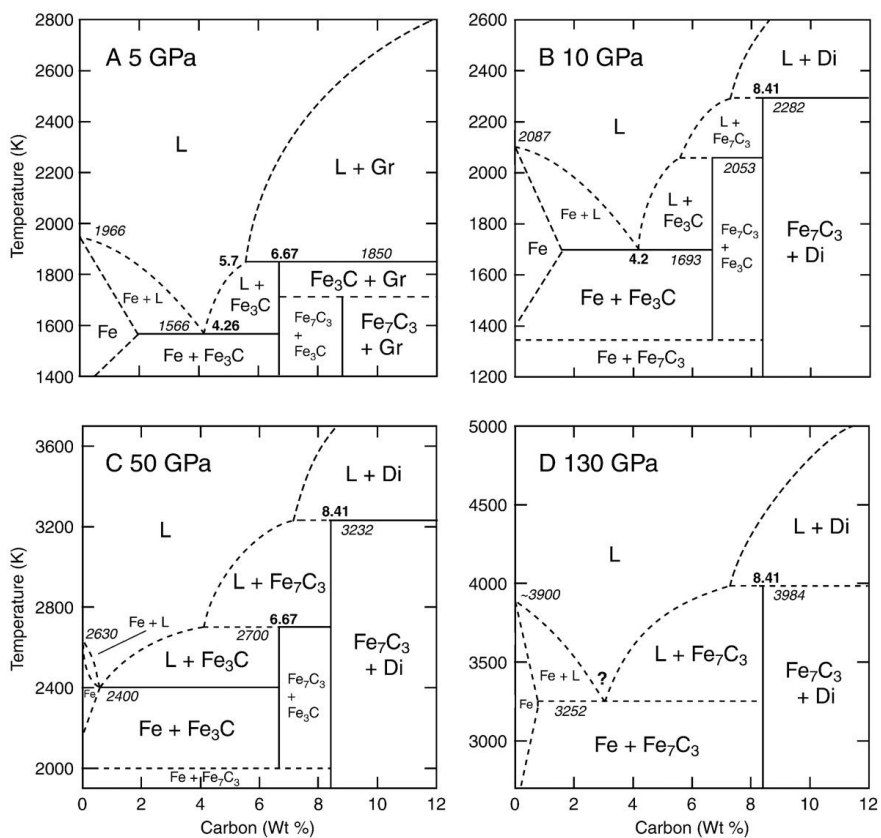 A 5 GPa
2800
2600
2400
2200
2000
1800
1600
1400
Temperature (K)
L
L + Gr
1966
5.7
6.67
1850
Fe + L
L +
Fe₃C
Fe₃C + Gr
Fe
1566
4.26
Fe + Fe₃C
Fe₇C₃
+
Fe₃C
Fe₇C₃
+ Gr
B 10 GPa
2600
2400
2200
2000
1800
1600
1400
1200
L + Di
8.41
2282
L
L +
Fe₇C₃
2087
2053
Fe + L
L +
Fe₃C
Fe
4.2
1693
Fe₇C₃
+
Fe₃C
Fe₇C₃
+ Di
Fe + Fe₃C
Fe + Fe₇C₃
C 50 GPa
3600
3200
2800
2400
2000
Temperature (K)
L + Di
8.41
3232
L
L + Fe₇C₃
Fe + L
2630
6.67
2700
L + Fe₃C
Fe
2400
Fe₇C₃
+
Fe₃C
Fe₇C₃
+ Di
Fe + Fe₃C
Fe + Fe₇C₃
0 2 4 6 8 10 12
Carbon (Wt %)
D 130 GPa
5000
4500
4000
3500
3000
L + Di
L
8.41
3984
~3900
L + Fe₇C₃
Fe + L
?
Fe
3252
Fe₇C₃
+ Di
Fe + Fe₇C₃
0 2 4 6 8 10 12
Carbon (Wt %)